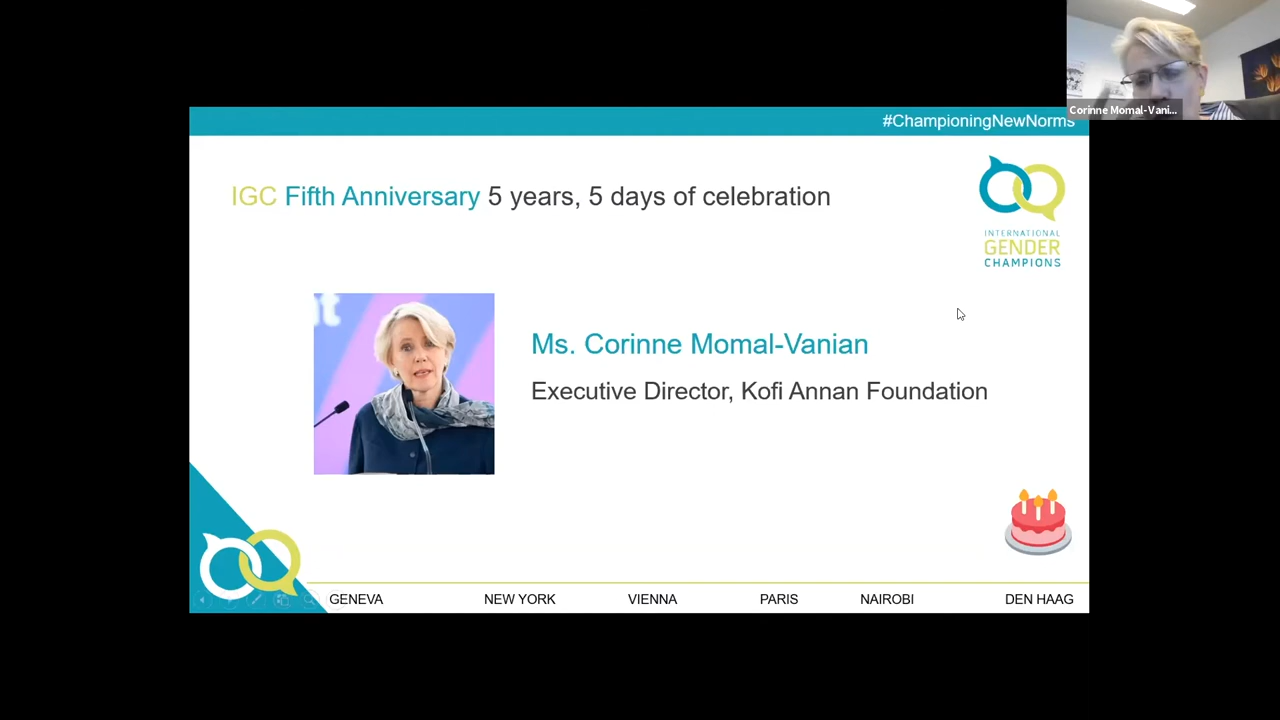 Corinne Momal-Vani...
#ChampioningNewNorms
IGC Fifth Anniversary 5 years, 5 days of celebration
INTERNATIONAL
GENDER
CHAMPIONS
Ms. Corinne Momal-Vanian
Executive Director, Kofi Annan Foundation
GENEVA NEW YORK VIENNA PARIS NAIROBI DEN HAAG